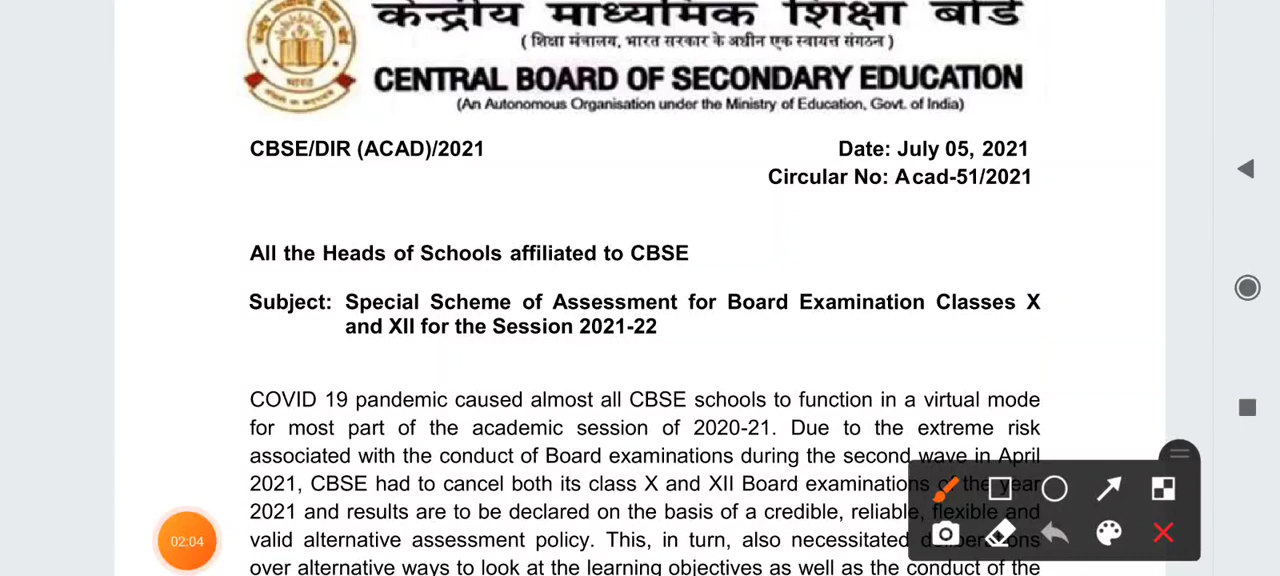 केन्द्रीय माध्यमिक शिक्षा बोर्ड
( शिक्षा मंत्रालय, भारत सरकार के अधीन एक स्वायत्त संगठन )
CENTRAL BOARD OF SECONDARY EDUCATION
(An Autonomous Organisation under the Ministry of Education, Govt. of India)
भारत
CBSE/DIR (ACAD)/2021
Date: July 05, 2021
Circular No: Acad-51/2021
All the Heads of Schools affiliated to CBSE
Subject: Special Scheme of Assessment for Board Examination Classes X
and XII for the Session 2021-22
COVID 19 pandemic caused almost all CBSE schools to function in a virtual mode
for most part of the academic session of 2020-21. Due to the extreme risk
associated with the conduct of Board examinations during the second wave in April
2021, CBSE had to cancel both its class X and XII Board examinations of the year
2021 and results are to be declared on the basis of a credible, reliable, flexible and
valid alternative assessment policy. This, in turn, also necessitated deliberations
over alternative ways to look at the learning objectives as well as the conduct of the
02:04